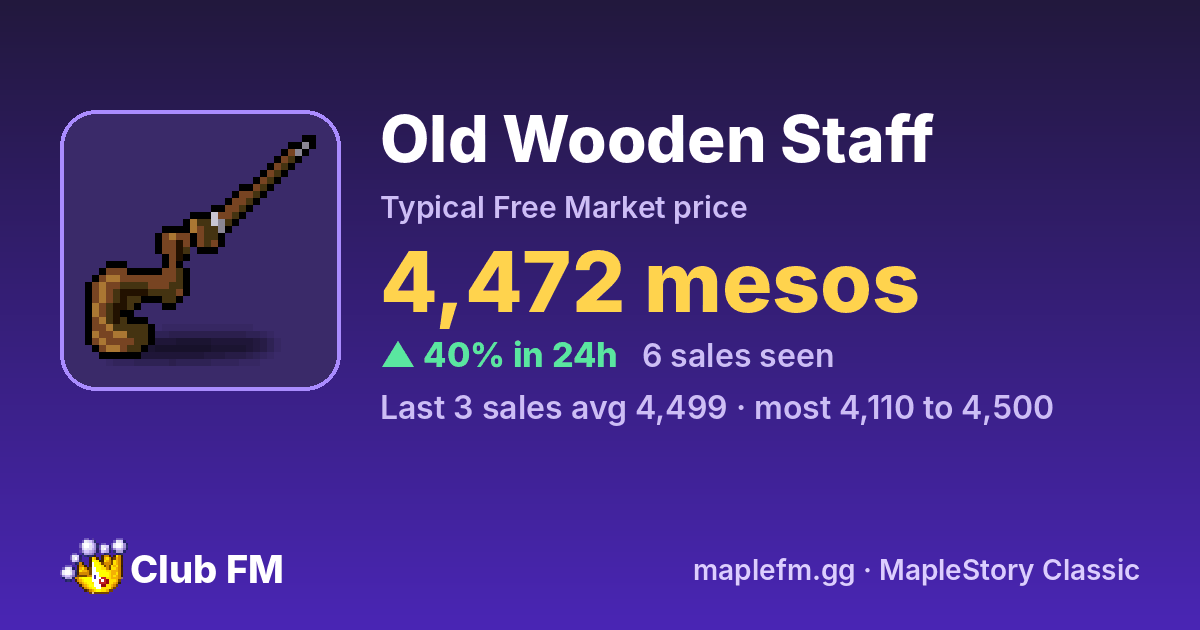 Old Wooden Staff
Typical Free Market price
4,472 mesos
▲ 40% in 24h 6 sales seen
Last 3 sales avg 4,499 · most 4,110 to 4,500
Club FM
maplefm.gg · MapleStory Classic